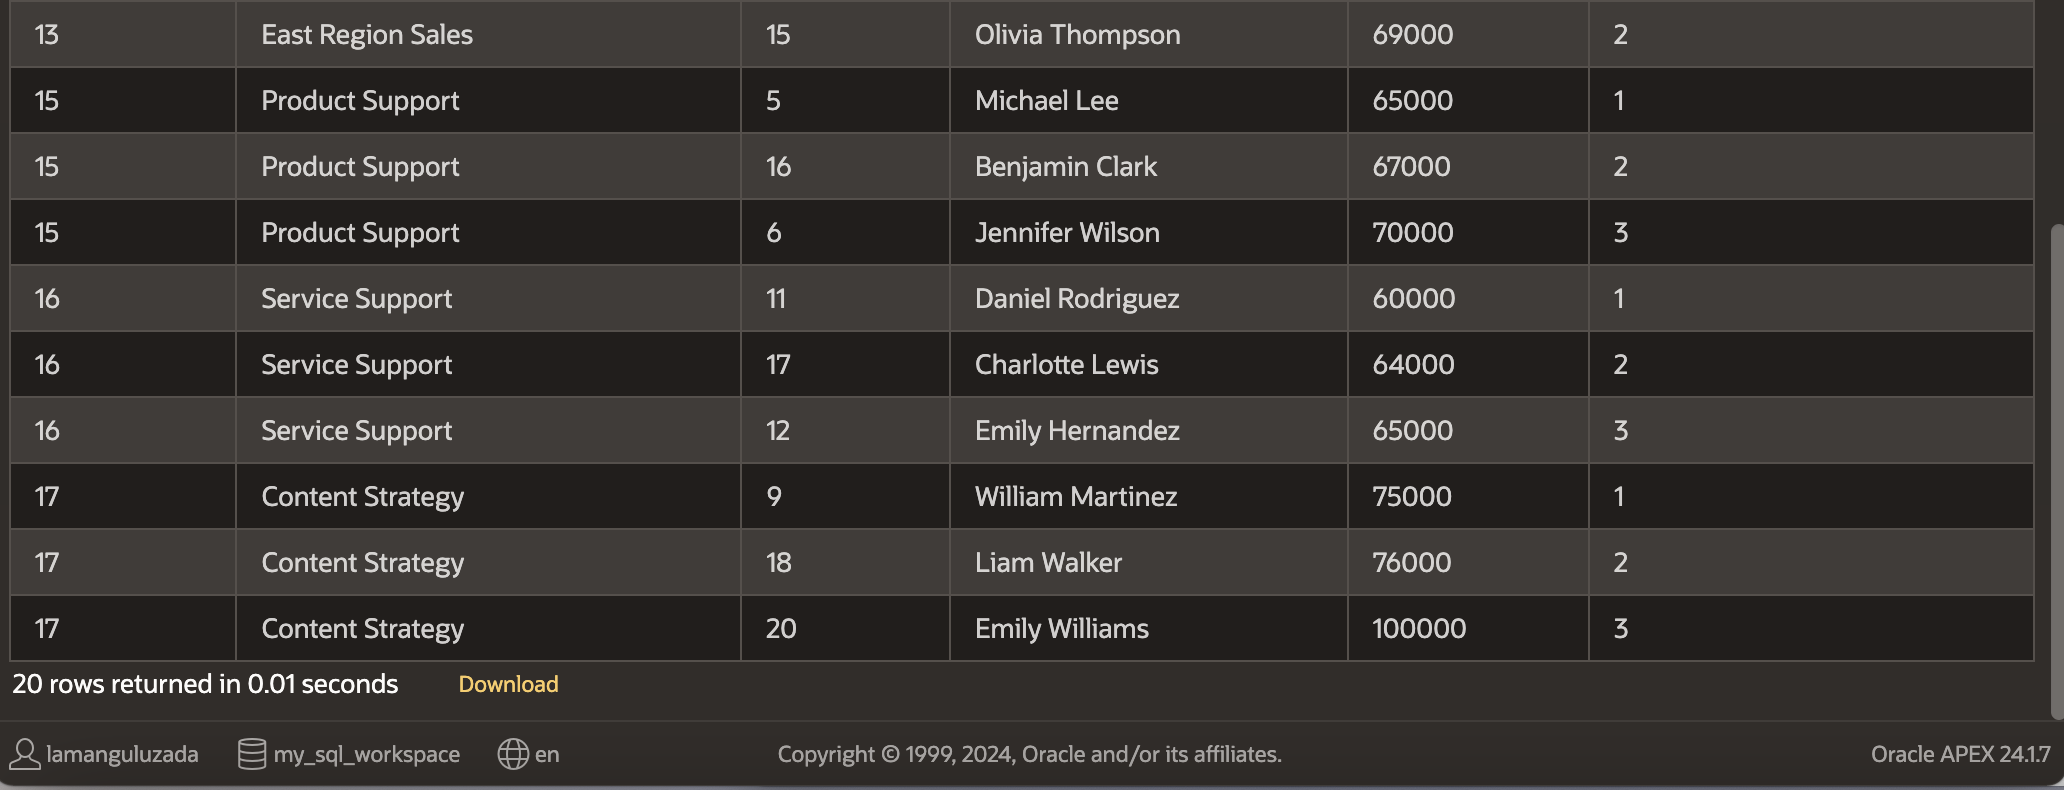 13 East Region Sales 15 Olivia Thompson 69000 2
15 Product Support 5 Michael Lee 65000 1
15 Product Support 16 Benjamin Clark 67000 2
15 Product Support 6 Jennifer Wilson 70000 3
16 Service Support 11 Daniel Rodriguez 60000 1
16 Service Support 17 Charlotte Lewis 64000 2
16 Service Support 12 Emily Hernandez 65000 3
17 Content Strategy 9 William Martinez 75000 1
17 Content Strategy 18 Liam Walker 76000 2
17 Content Strategy 20 Emily Williams 100000 3
20 rows returned in 0.01 seconds Download
lamanguluzada my_sql_workspace en Copyright © 1999, 2024, Oracle and/or its affiliates. Oracle APEX 24.1.7